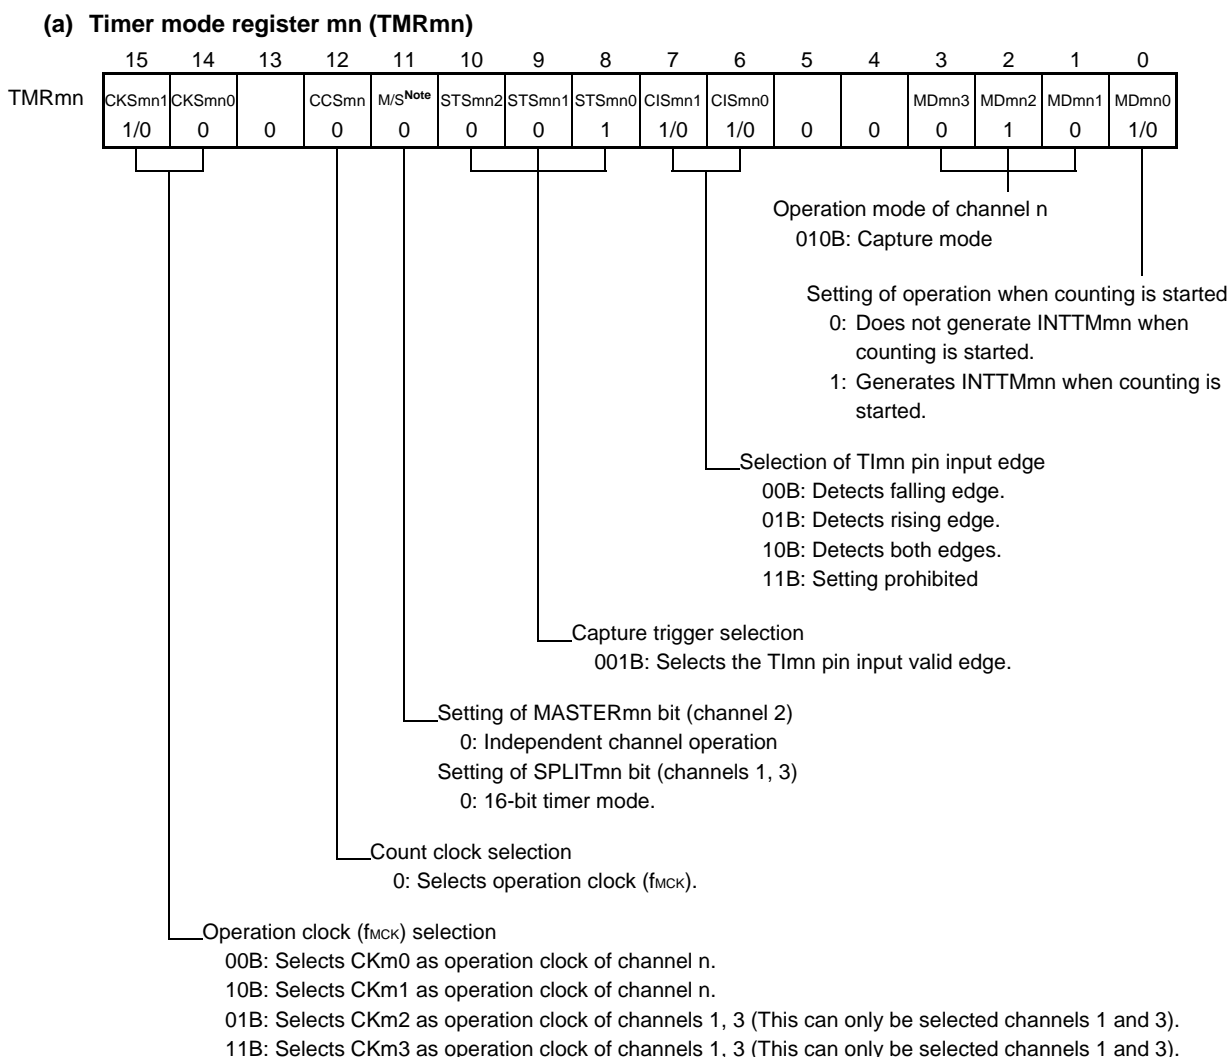 (a) Timer mode register mn (TMRmn)
15 14 13 12 11 10 9 8 7 6 5 4 3 2 1 0
TMRmn CKSmn1 CKSmn0 CCSmn M/SNote STSmn2 STSmn1 STSmn0 CISmn1 CISmn0 MDmn3 MDmn2 MDmn1 MDmn0
1/0 0 0 0 0 0 0 1 1/0 1/0 0 0 0 1 0 1/0
Operation mode of channel n
010B: Capture mode
Setting of operation when counting is started
0: Does not generate INTTMmn when
counting is started.
1: Generates INTTMmn when counting is
started.
Selection of TImn pin input edge
00B: Detects falling edge.
01B: Detects rising edge.
10B: Detects both edges.
11B: Setting prohibited
Capture trigger selection
001B: Selects the TImn pin input valid edge.
Setting of MASTERmn bit (channel 2)
0: Independent channel operation
Setting of SPLITmn bit (channels 1, 3)
0: 16-bit timer mode.
Count clock selection
0: Selects operation clock (fMCK).
Operation clock (fMCK) selection
00B: Selects CKm0 as operation clock of channel n.
10B: Selects CKm1 as operation clock of channel n.
01B: Selects CKm2 as operation clock of channels 1, 3 (This can only be selected channels 1 and 3).
11B: Selects CKm3 as operation clock of channels 1, 3 (This can only be selected channels 1 and 3).